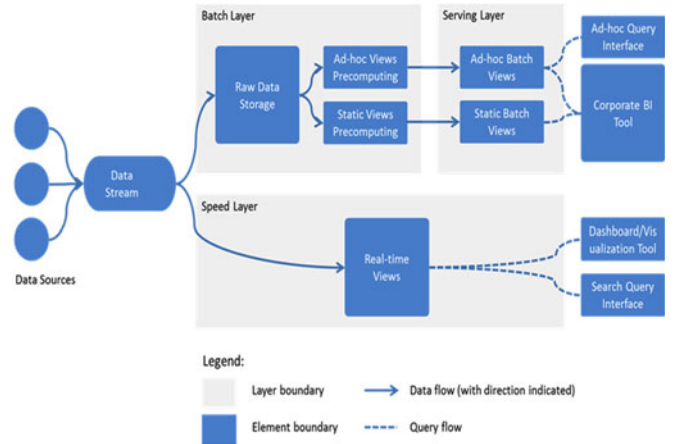 Batch Layer
Serving Layer
Ad-hoc Query
Interface
Ad-hoc Views
Precomputing
Ad-hoc Batch
Views
Raw Data
Storage
Corporate BI
Tool
Static Views
Precomputing
Static Batch
Views
Data
Stream
Speed Layer
Dashboard/Vis
ualization Tool
Real-time
Views
Data Sources
Search Query
Interface
Legend:
Layer boundary
Data flow (with direction indicated)
Element boundary
Query flow